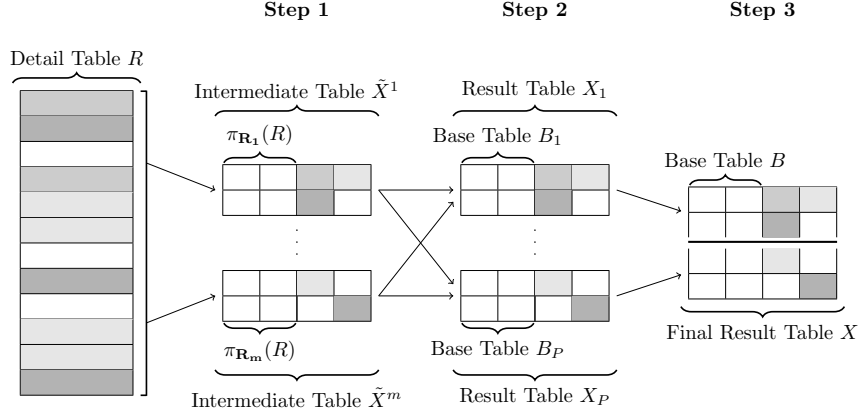 Step 1
Step 2
Step 3
Detail Table R
Intermediate Table X̃¹
Result Table X₁
π_R₁(R)
Base Table B₁
Base Table B
π_Rₘ(R)
Base Table B_P
Final Result Table X
Intermediate Table X̃ᵐ
Result Table X_P